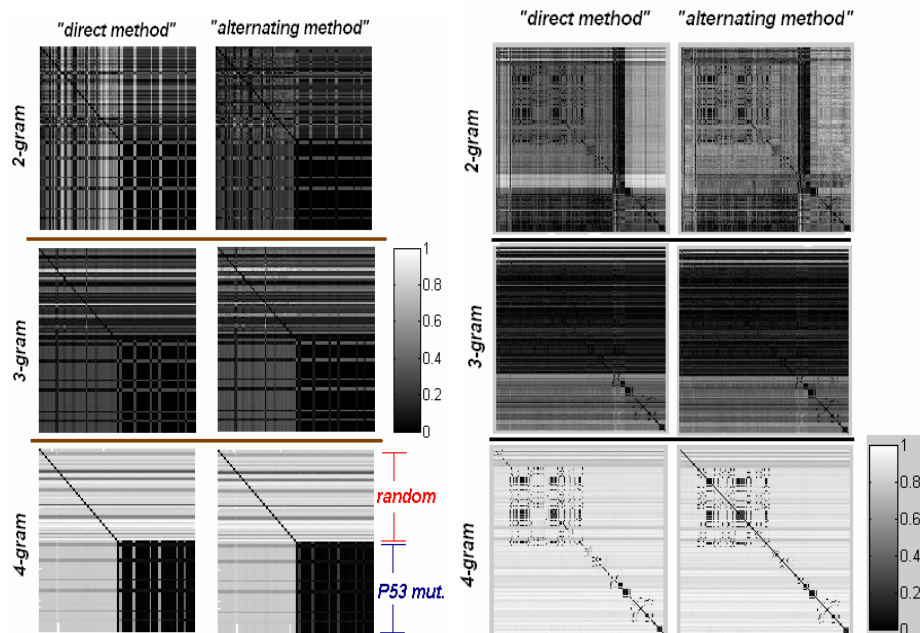 "direct method" "alternating method"
2-gram
3-gram
1
0.8
0.6
0.4
0.2
0
4-gram
random
P53 mut.
"direct method" "alternating method"
2-gram
3-gram
4-gram
1
0.8
0.6
0.4
0.2
0